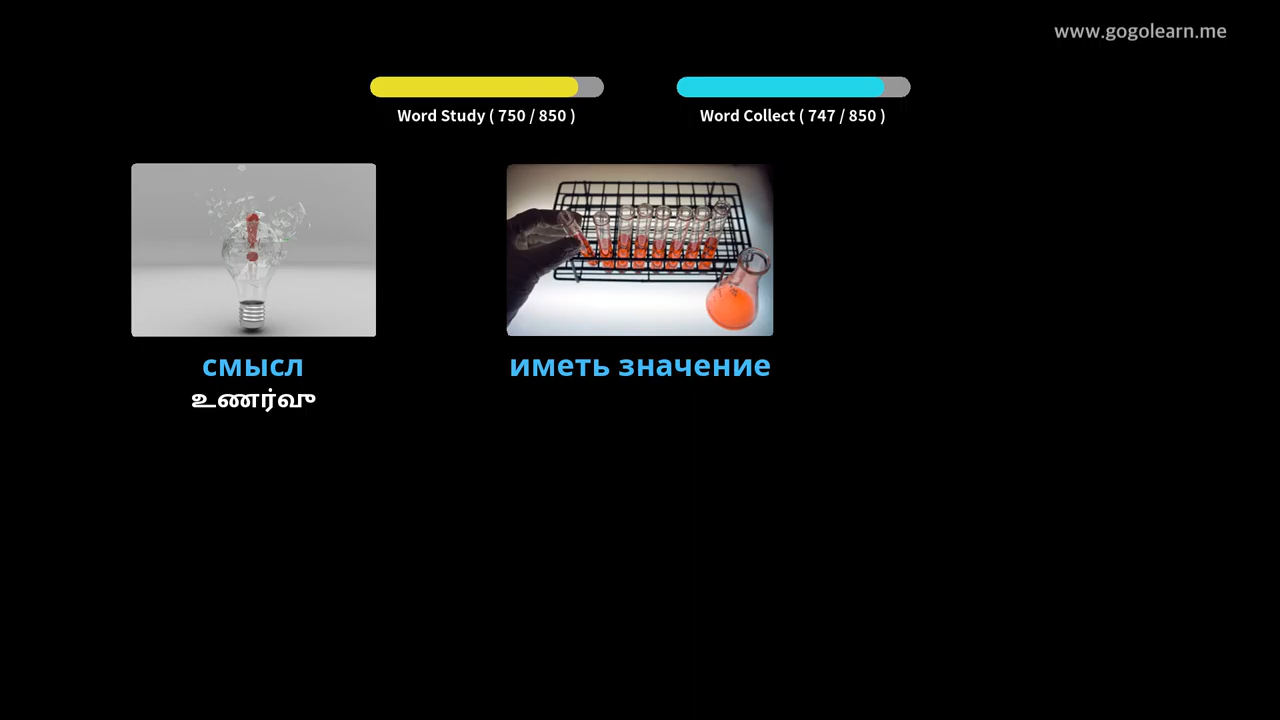 www.gogolearn.me
Word Study ( 750 / 850 )
Word Collect ( 747 / 850 )
смысл
உணர்வு
иметь значение